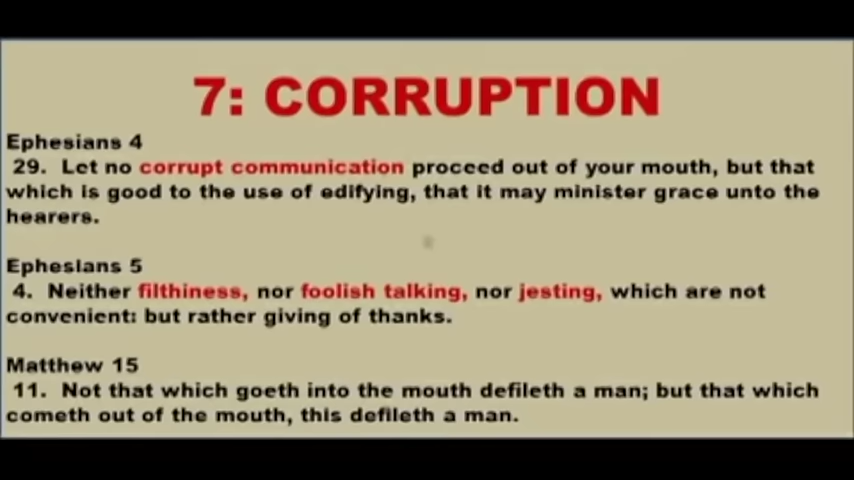 7: CORRUPTION
Ephesians 4
29. Let no corrupt communication proceed out of your mouth, but that
which is good to the use of edifying, that it may minister grace unto the
hearers.
Ephesians 5
4. Neither filthiness, nor foolish talking, nor jesting, which are not
convenient: but rather giving of thanks.
Matthew 15
11. Not that which goeth into the mouth defileth a man; but that which
cometh out of the mouth, this defileth a man.